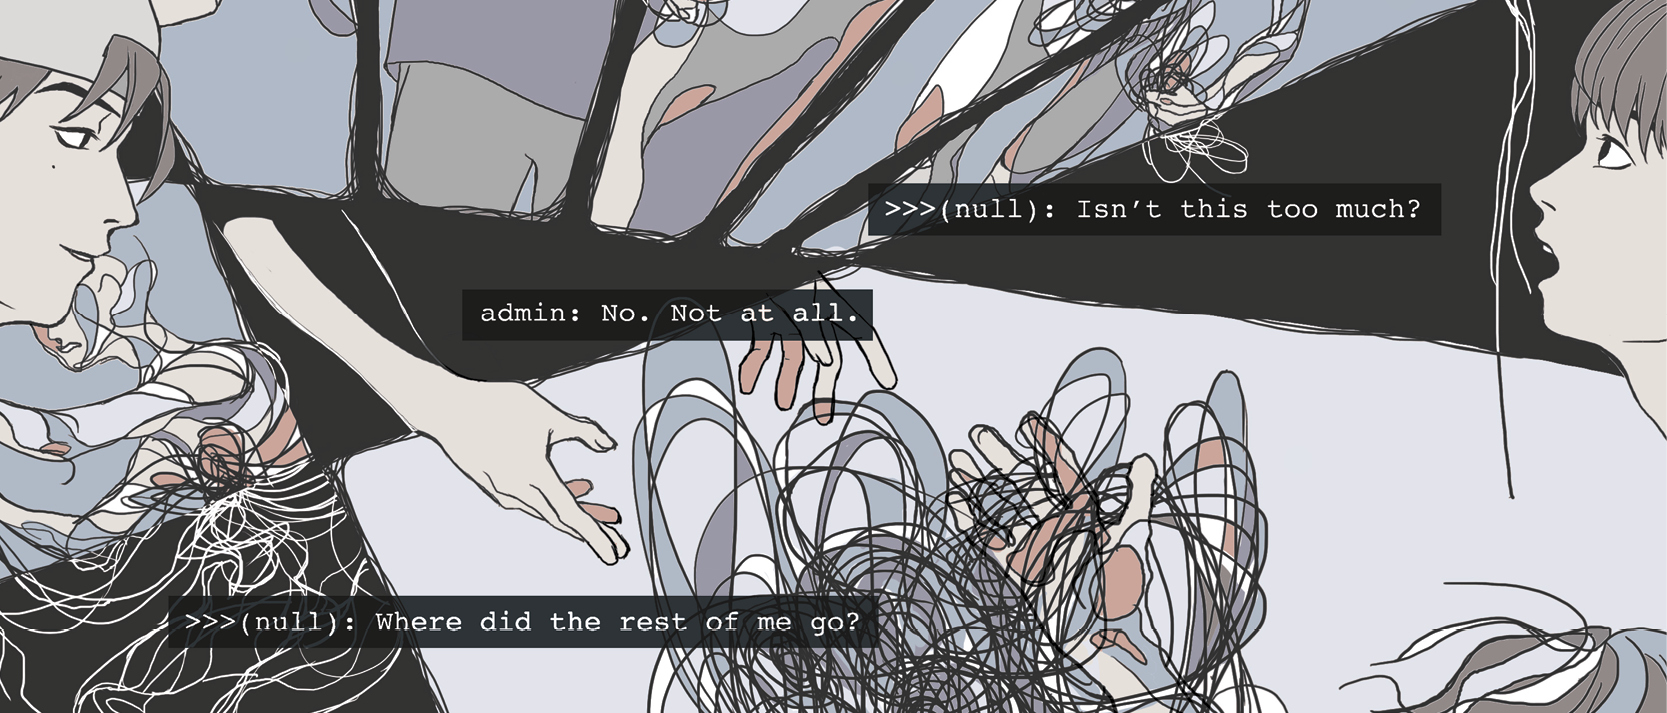 >>>(null): Isn't this too much?
admin: No. Not at all.
>>>(null): Where did the rest of me go?